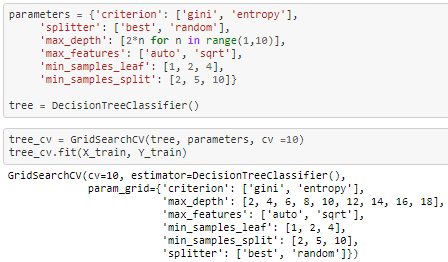 parameters = {'criterion': ['gini', 'entropy'],
     'splitter': ['best', 'random'],
     'max_depth': [2*n for n in range(1,10)],
     'max_features': ['auto', 'sqrt'],
     'min_samples_leaf': [1, 2, 4],
     'min_samples_split': [2, 5, 10]}
tree = DecisionTreeClassifier()
tree_cv = GridSearchCV(tree, parameters, cv =10)
tree_cv.fit(X_train, Y_train)
GridSearchCV(cv=10, estimator=DecisionTreeClassifier(),
             param_grid={'criterion': ['gini', 'entropy'],
                         'max_depth': [2, 4, 6, 8, 10, 12, 14, 16, 18],
                         'max_features': ['auto', 'sqrt'],
                         'min_samples_leaf': [1, 2, 4],
                         'min_samples_split': [2, 5, 10],
                         'splitter': ['best', 'random']})